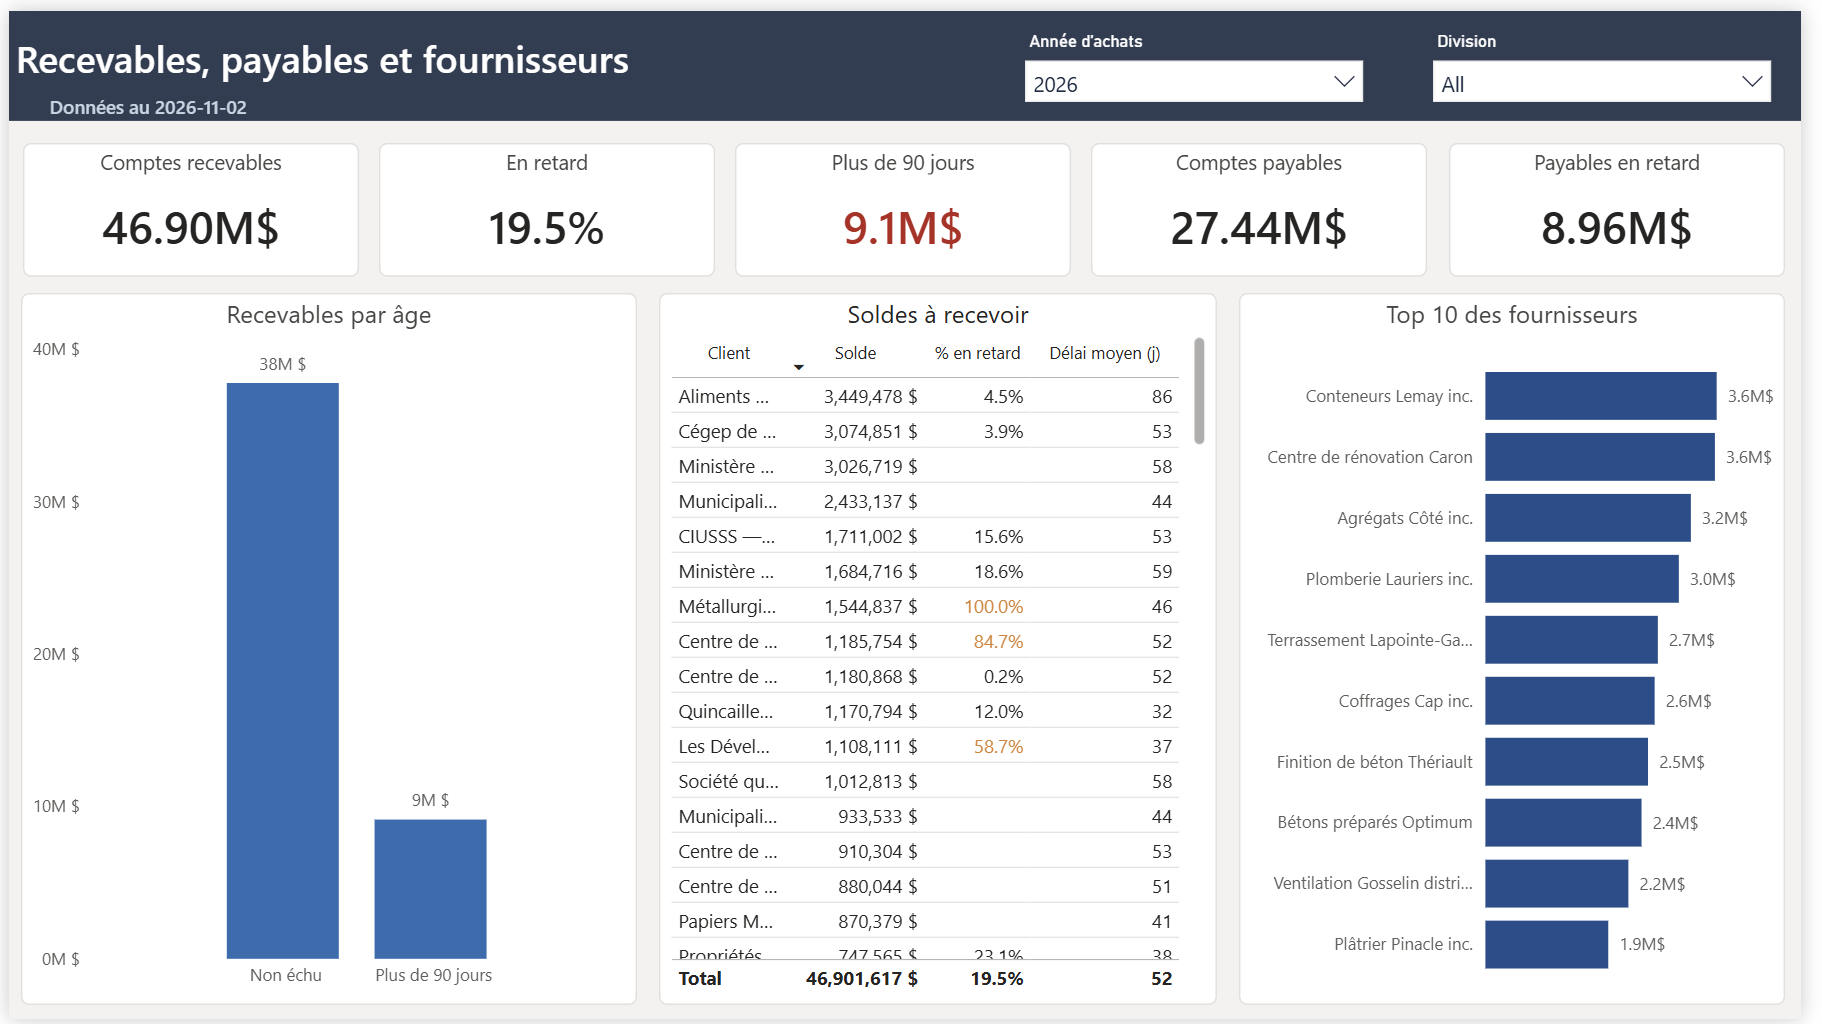 Recevables, payables et fournisseurs
Données au 2026-11-02
Année d'achats
2026
Division
All
Comptes recevables
46.90M$
En retard
19.5%
Plus de 90 jours
9.1M$
Comptes payables
27.44M$
Payables en retard
8.96M$
Recevables par âge
40M $
30M $
20M $
10M $
0M $
38M $
9M $
Non échu
Plus de 90 jours
Soldes à recevoir
Client Solde % en retard Délai moyen (j)
Aliments ... 3,449,478 $ 4.5% 86
Cégep de ... 3,074,851 $ 3.9% 53
Ministère ... 3,026,719 $ 58
Municipali... 2,433,137 $ 44
CIUSSS —... 1,711,002 $ 15.6% 53
Ministère ... 1,684,716 $ 18.6% 59
Métallurgi... 1,544,837 $ 100.0% 46
Centre de ... 1,185,754 $ 84.7% 52
Centre de ... 1,180,868 $ 0.2% 52
Quincaille... 1,170,794 $ 12.0% 32
Les Dével... 1,108,111 $ 58.7% 37
Société qu... 1,012,813 $ 58
Municipali... 933,533 $ 44
Centre de ... 910,304 $ 53
Centre de ... 880,044 $ 51
Papiers M... 870,379 $ 41
Propriétés 747,565 $ 23.1% 38
Total 46,901,617 $ 19.5% 52
Top 10 des fournisseurs
Conteneurs Lemay inc. 3.6M$
Centre de rénovation Caron 3.6M$
Agrégats Côté inc. 3.2M$
Plomberie Lauriers inc. 3.0M$
Terrassement Lapointe-Ga... 2.7M$
Coffrages Cap inc. 2.6M$
Finition de béton Thériault 2.5M$
Bétons préparés Optimum 2.4M$
Ventilation Gosselin distri... 2.2M$
Plâtrier Pinacle inc. 1.9M$